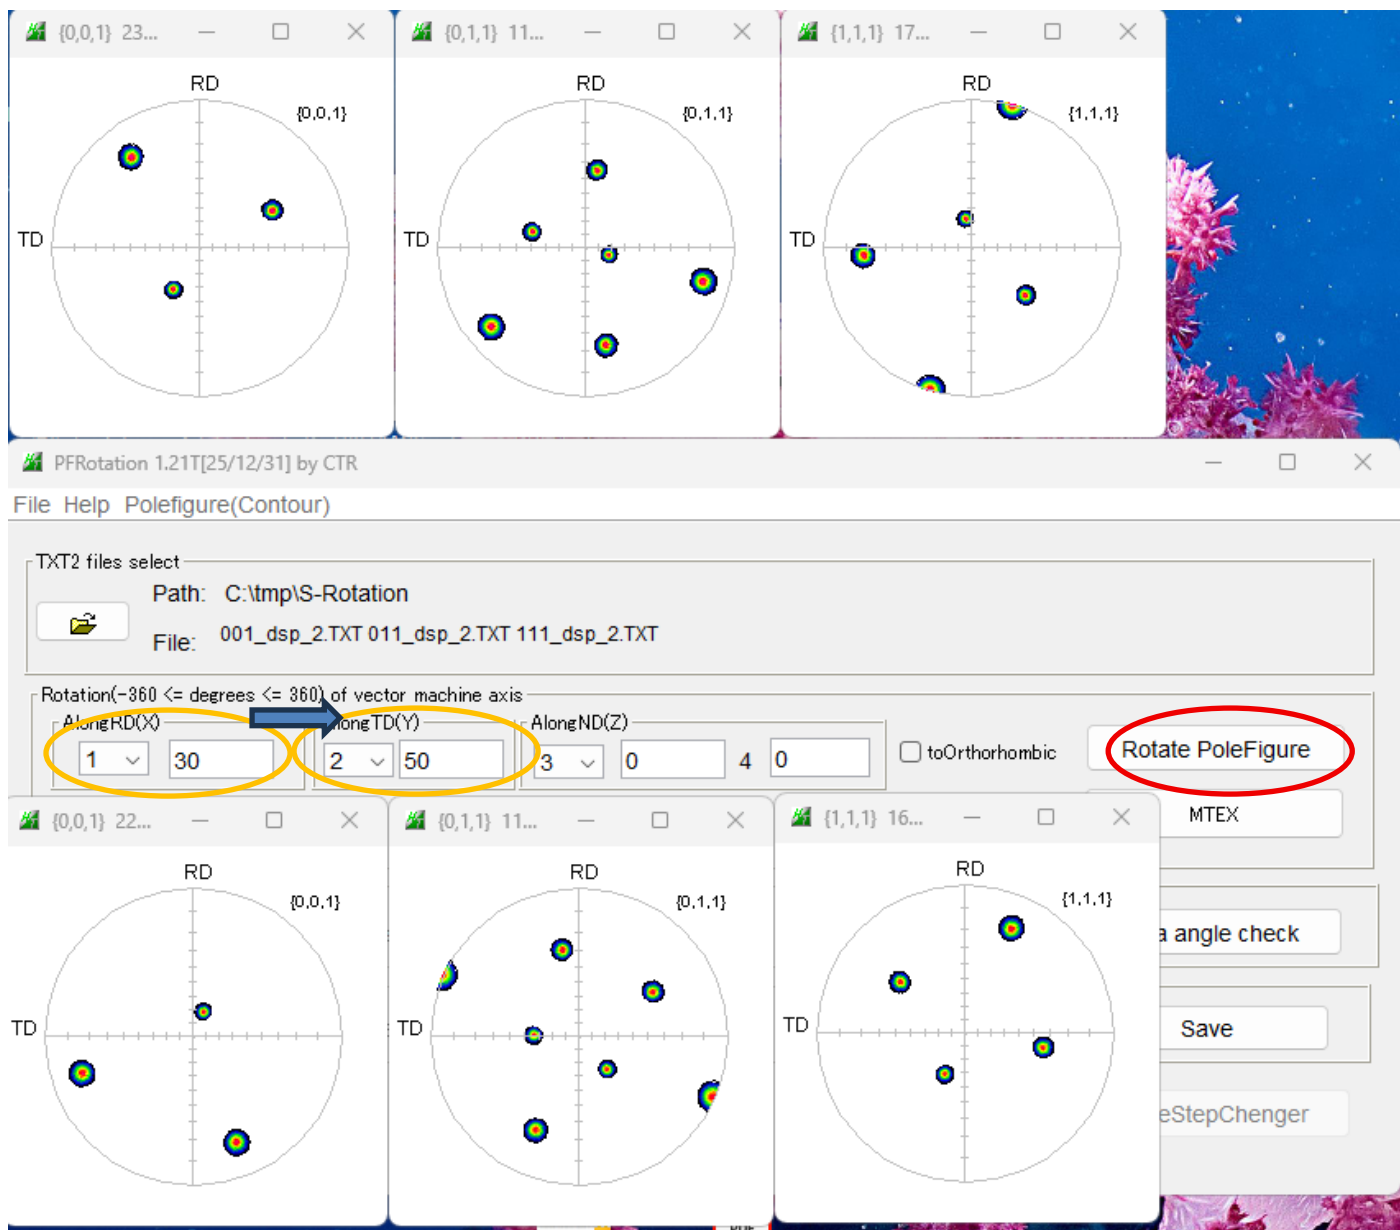 {0,0,1} 23...
{0,1,1} 11...
{1,1,1} 17...
RD
{0,0,1}
TD
RD
{0,1,1}
TD
RD
{1,1,1}
TD
PFRotation 1.21T[25/12/31] by CTR
File Help Polefigure(Contour)
TXT2 files select
Path: C:\tmp\S-Rotation
File: 001_dsp_2.TXT 011_dsp_2.TXT 111_dsp_2.TXT
Rotation(-360 <= degrees <= 360) of vector machine axis
AlongRD(X)
1 30
AlongTD(Y)
2 50
AlongND(Z)
3 0 4 0
toOrthorhombic
Rotate PoleFigure
MTEX
{0,0,1} 22...
{0,1,1} 11...
{1,1,1} 16...
RD
{0,0,1}
TD
RD
{0,1,1}
TD
RD
{1,1,1}
TD
a angle check
Save
eStepChenger